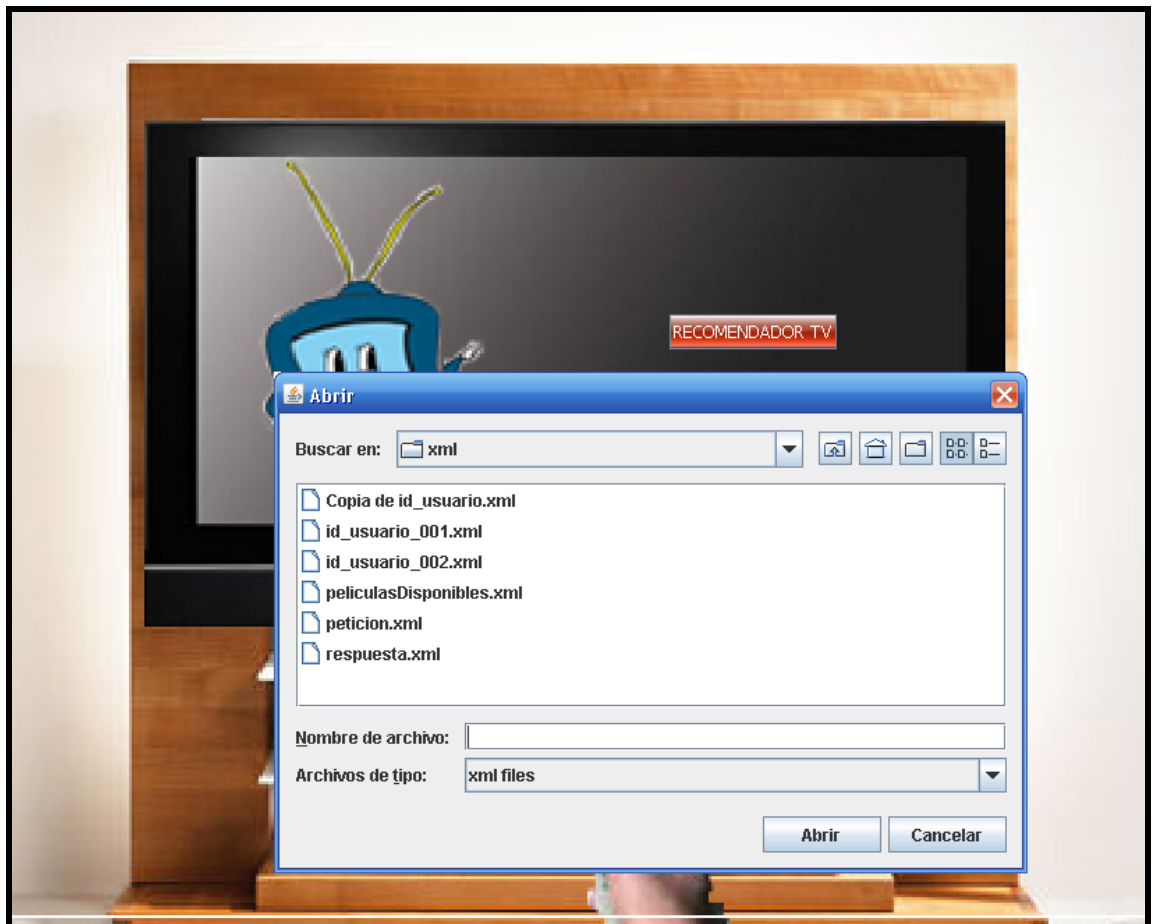 RECOMENDADOR TV
Abrir
Buscar en: xml
Copia de id_usuario.xml
id_usuario_001.xml
id_usuario_002.xml
peliculasDisponibles.xml
peticion.xml
respuesta.xml
Nombre de archivo:
Archivos de tipo: xml files
Abrir Cancelar